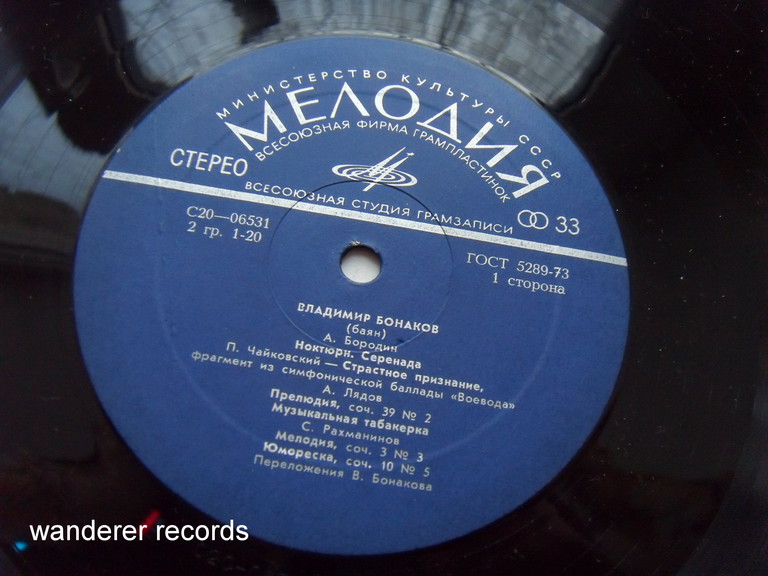 МИНИСТЕРСТВО КУЛЬТУРЫ СССР
МЕЛОДИЯ
ВСЕСОЮЗНАЯ ФИРМА ГРАМПЛАСТИНОК
СТЕРЕО
ВСЕСОЮЗНАЯ СТУДИЯ ГРАМЗАПИСИ
33
С20—06531
2 гр. 1-20
ГОСТ 5289-73
1 сторона
ВЛАДИМИР БОНАКОВ
(баян)
А. Бородин
Ноктюрн. Серенада
П. Чайковский — Страстное признание,
фрагмент из симфонической баллады «Воевода»
А. Лядов
Прелюдия, соч. 39 № 2
Музыкальная табакерка
С. Рахманинов
Мелодия, соч. 3 № 3
Юмореска, соч. 10 № 5
Переложения В. Бонакова
wanderer records